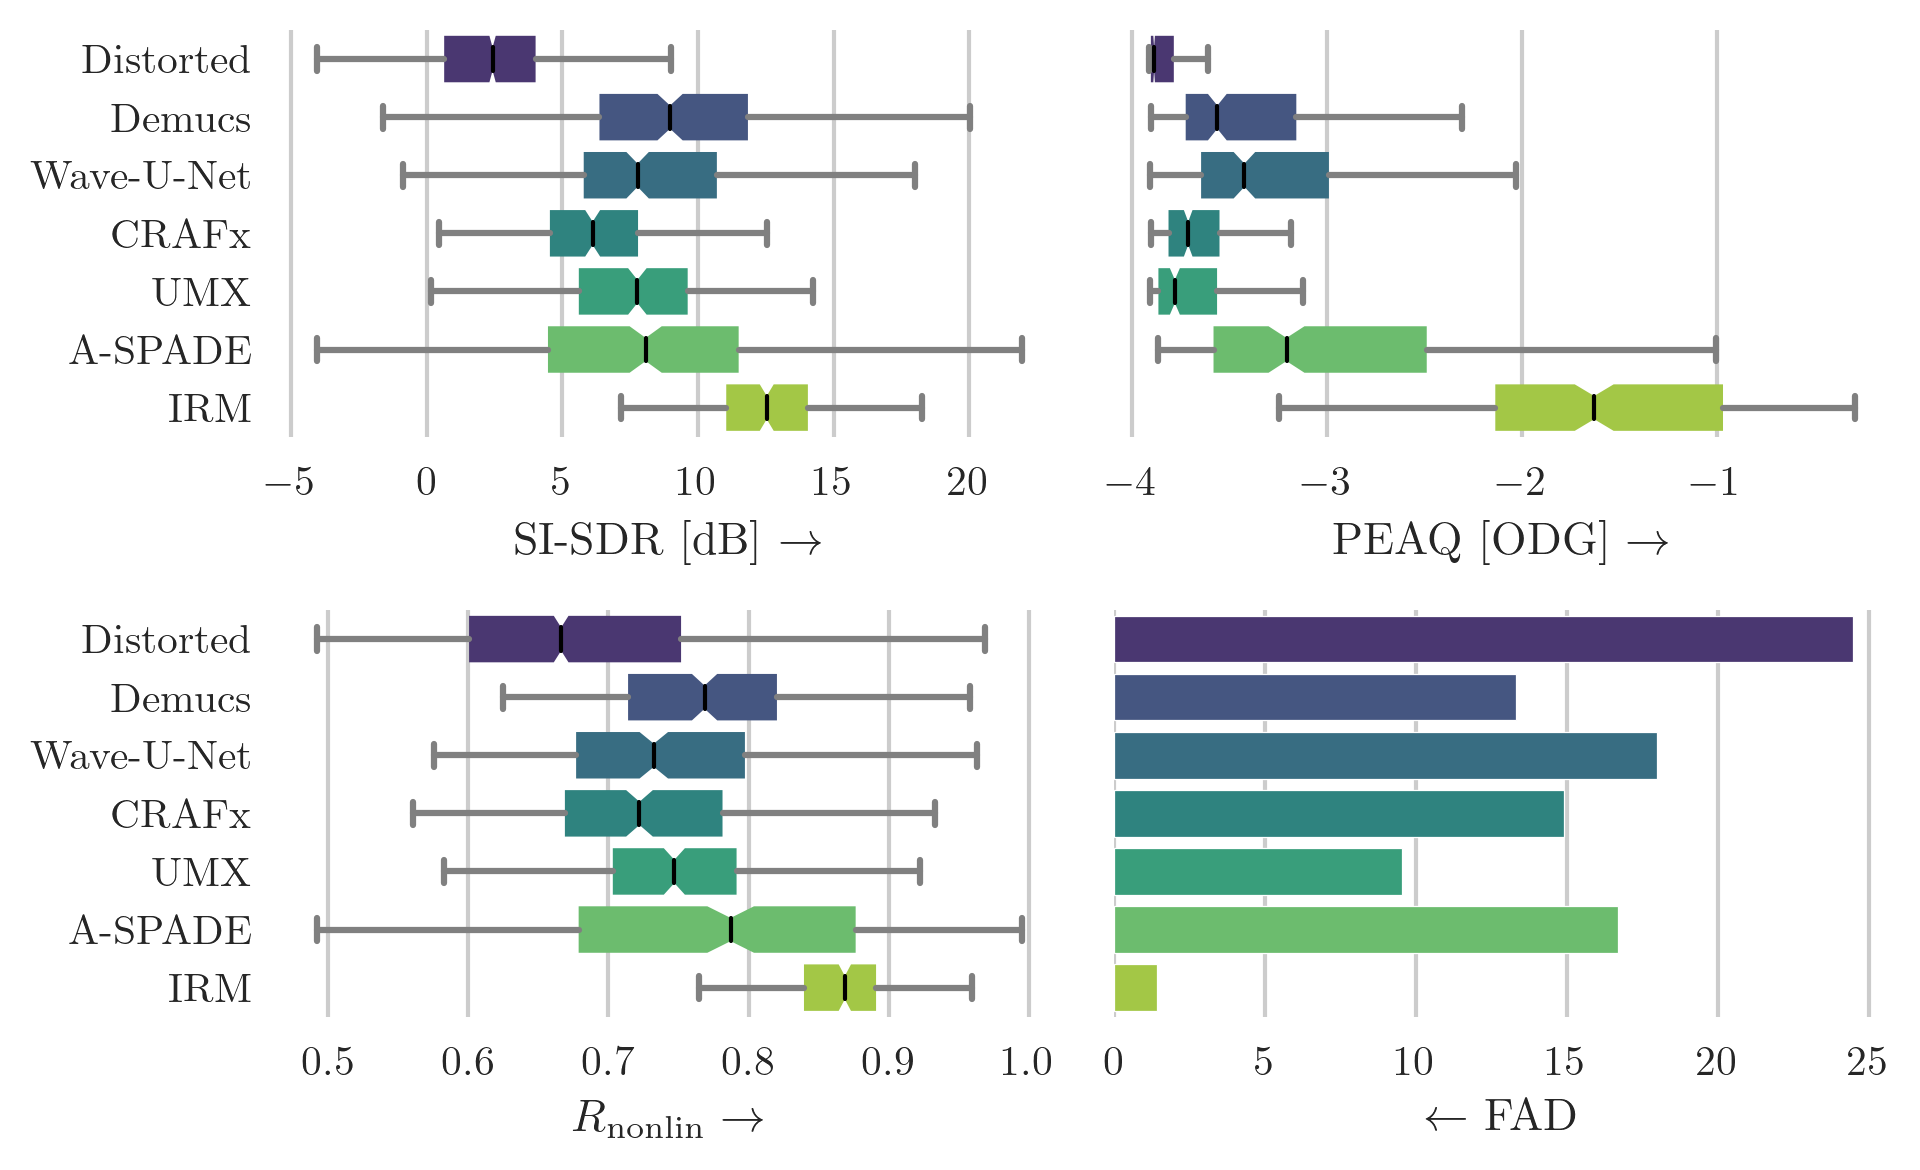 Distorted
Demucs
Wave-U-Net
CRAFx
UMX
A-SPADE
IRM
−5 0 5 10 15 20
SI-SDR [dB] →
−4 −3 −2 −1
PEAQ [ODG] →
Distorted
Demucs
Wave-U-Net
CRAFx
UMX
A-SPADE
IRM
0.5 0.6 0.7 0.8 0.9 1.0
R_nonlin →
0 5 10 15 20 25
← FAD